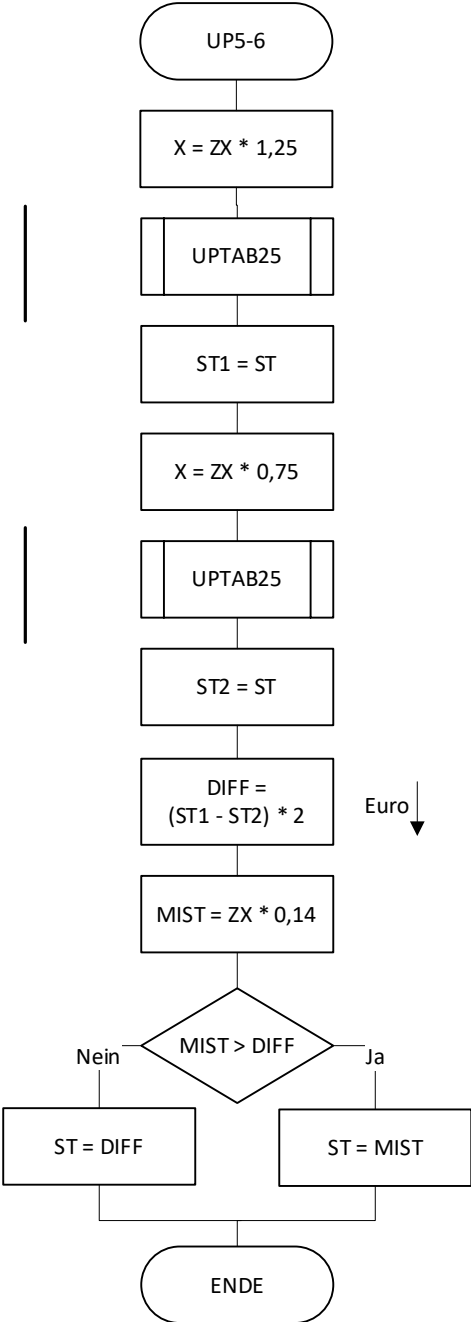 UP5-6
X = ZX * 1,25
UPTAB25
ST1 = ST
X = ZX * 0,75
UPTAB25
ST2 = ST
DIFF =
(ST1 - ST2) * 2
Euro
MIST = ZX * 0,14
MIST > DIFF
Nein
Ja
ST = DIFF
ST = MIST
ENDE